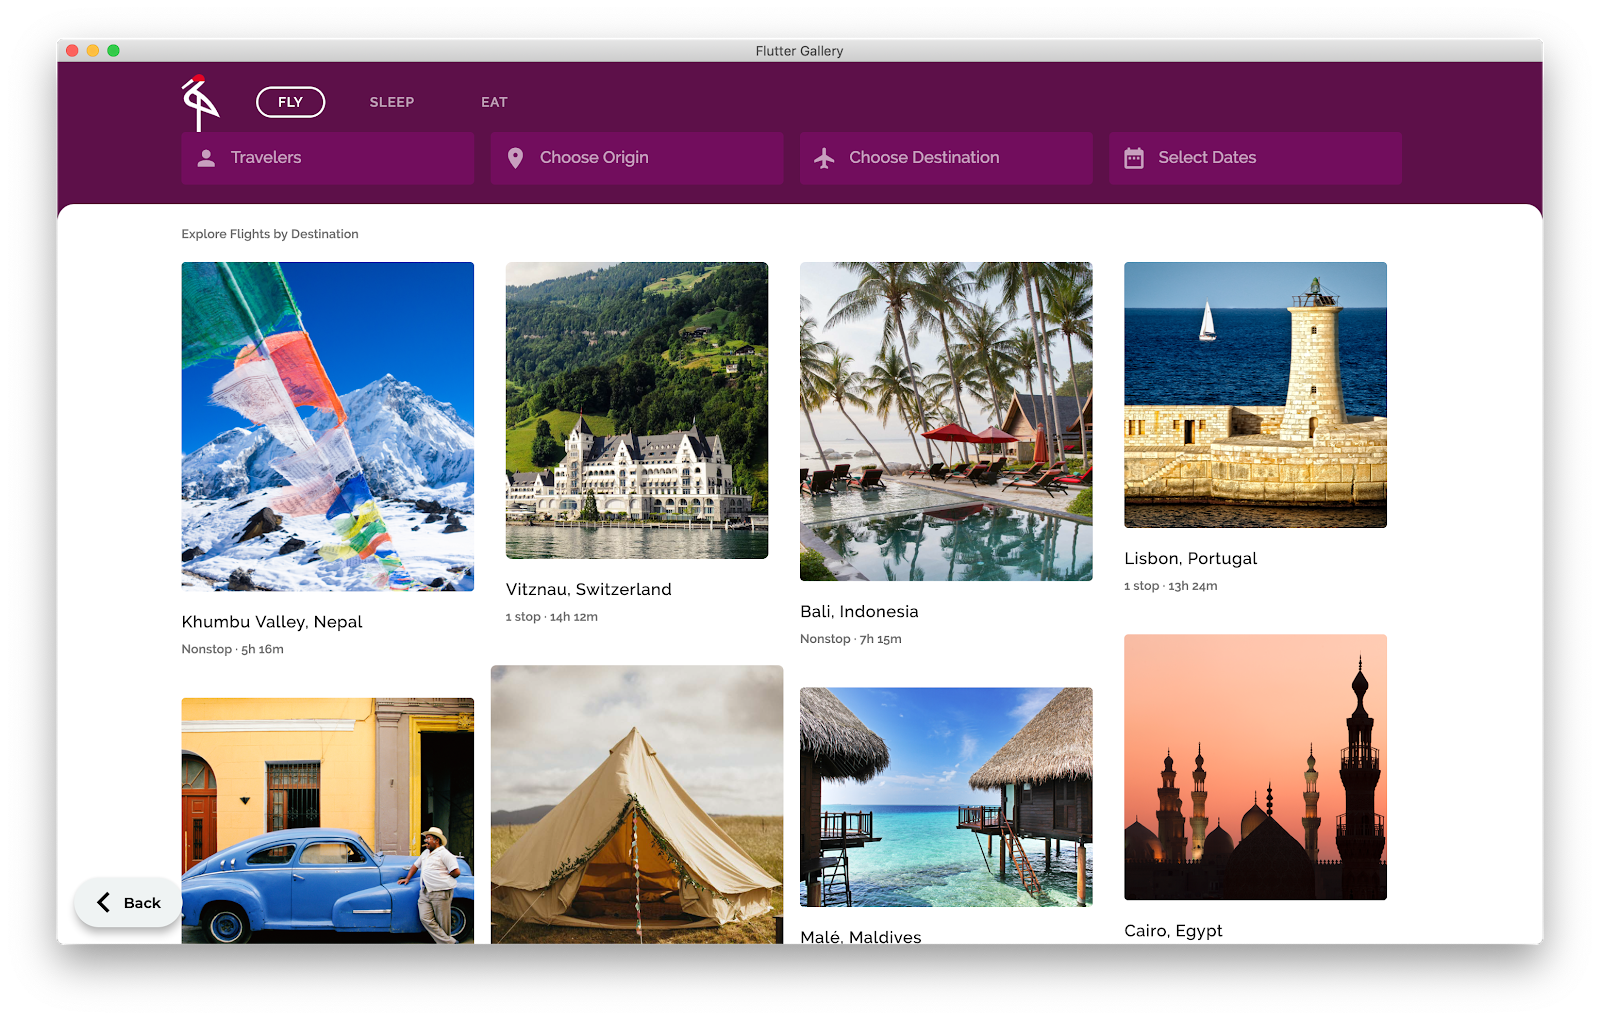 Flutter Gallery
FLY
SLEEP
EAT
Travelers
Choose Origin
Choose Destination
Select Dates
Explore Flights by Destination
Khumbu Valley, Nepal
Nonstop · 5h 16m
Vitznau, Switzerland
1 stop · 14h 12m
Bali, Indonesia
Nonstop · 7h 15m
Lisbon, Portugal
1 stop · 13h 24m
Malé, Maldives
Cairo, Egypt
Back